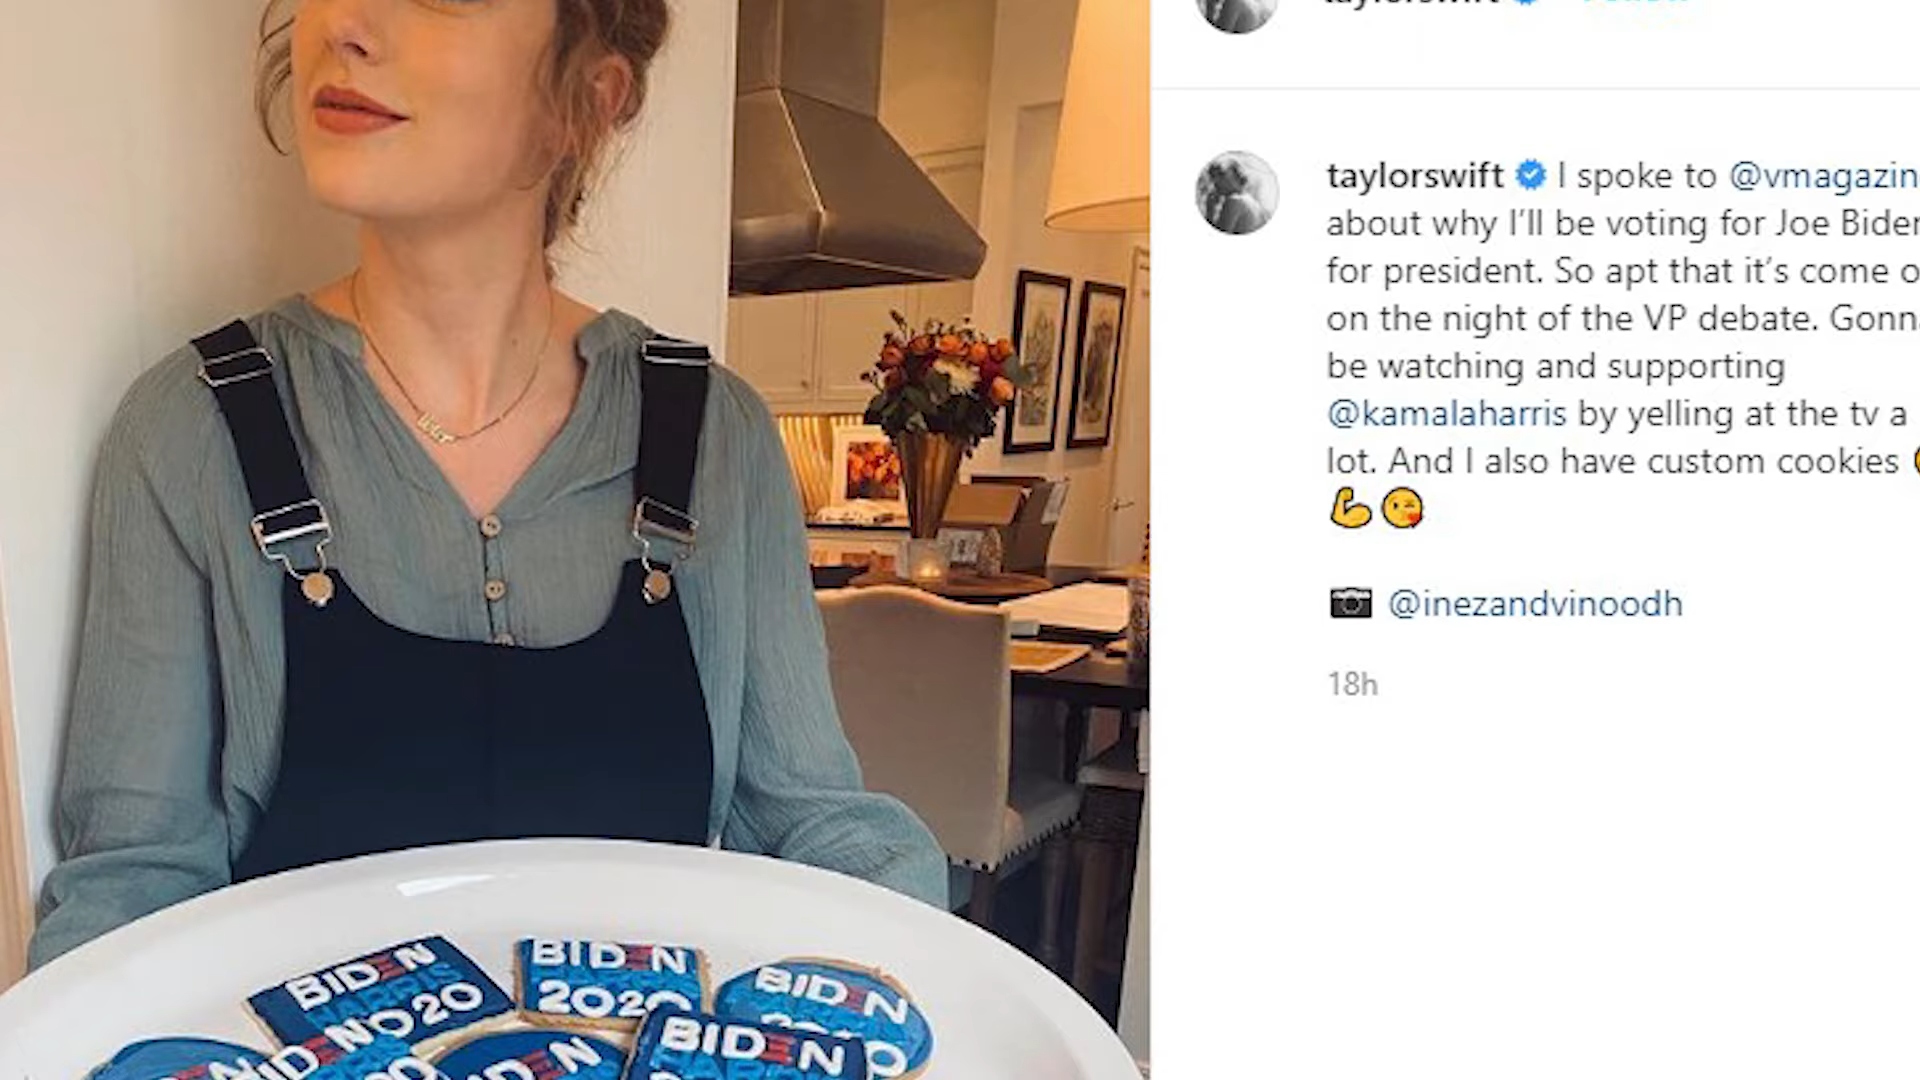 taylorswift
taylorswift I spoke to @vmagazin
about why I'll be voting for Joe Biden
for president. So apt that it's come o
on the night of the VP debate. Gonn
be watching and supporting
@kamalaharris by yelling at the tv a
lot. And I also have custom cookies
💪😘
📷 @inezandvinoodh
18h
BIDEN
2020
BIDEN
2020
BIDEN
BIDEN